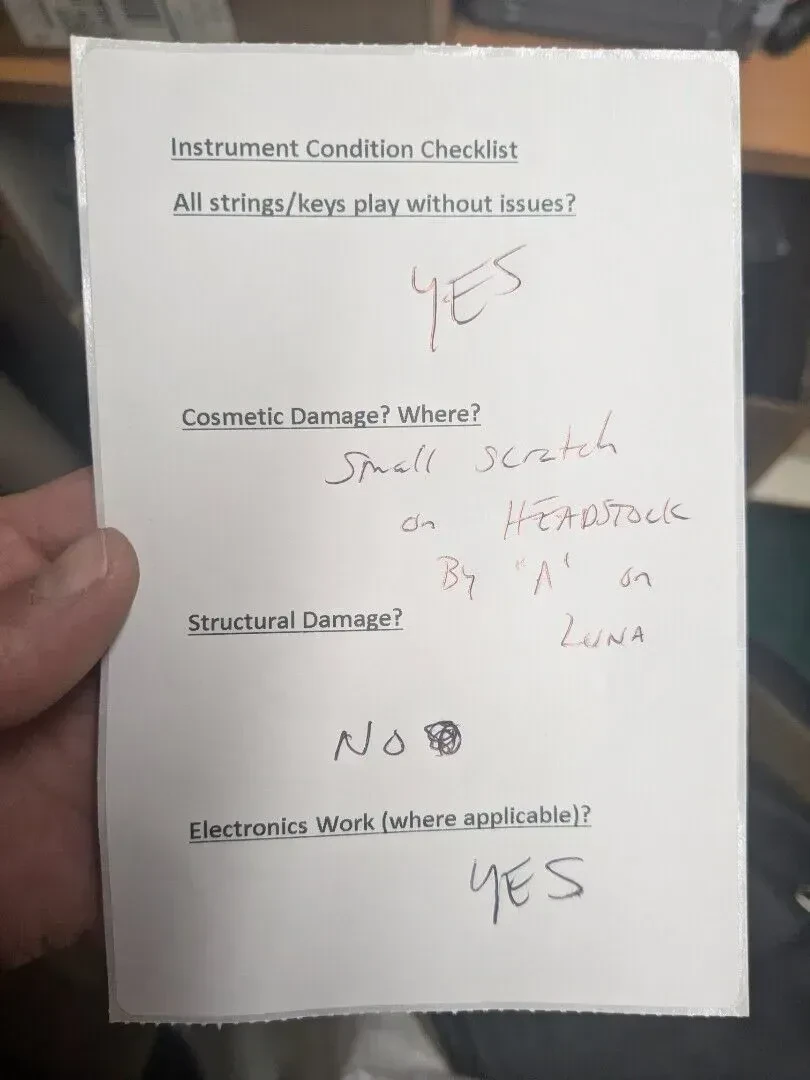 Instrument Condition Checklist
All strings/keys play without issues?
YES
Cosmetic Damage? Where?
Small scratch
on HEADSTOCK
By "A" on
LUNA
Structural Damage?
NO
Electronics Work (where applicable)?
YES